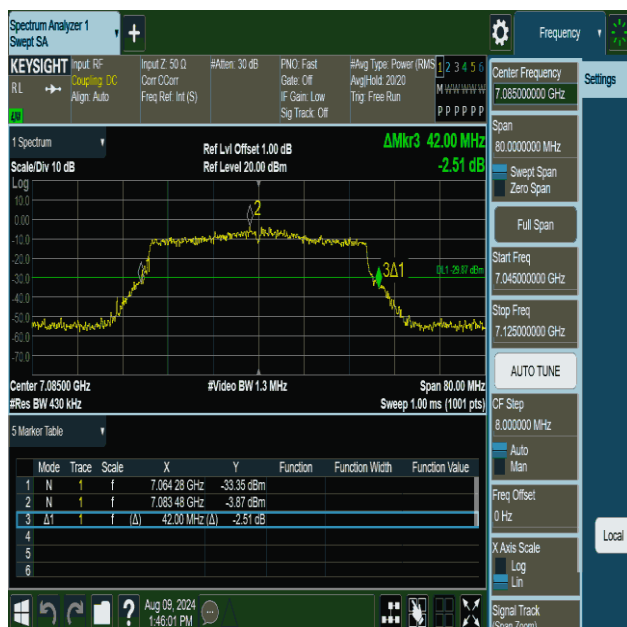 Spectrum Analyzer 1
Swept SA
+
Frequency
KEYSIGHT
RL
Input: RF
Coupling: DC
Align: Auto
Input Z: 50 Ω
Corr CCorr
Freq Ref: Int (S)
#Atten: 30 dB
PNO: Fast
Gate: Off
IF Gain: Low
Sig Track: Off
#Avg Type: Power (RMS
Avg|Hold: 20/20
Trig: Free Run
1 2 3 4 5 6
M W W W W W
P P P P P P
1 Spectrum
Scale/Div 10 dB
Ref Lvl Offset 1.00 dB
Ref Level 20.00 dBm
ΔMkr3 42.00 MHz
-2.51 dB
Log
10.0
0.00
-10.0
-20.0
-30.0
-40.0
-50.0
-60.0
-70.0
2
3Δ1
DL1 -29.87 dBm
Center 7.08500 GHz
#Video BW 1.3 MHz
Span 80.00 MHz
#Res BW 430 kHz
Sweep 1.00 ms (1001 pts)
5 Marker Table
Mode Trace Scale X Y Function Function Width Function Value
1 N 1 f 7.064 28 GHz -33.35 dBm
2 N 1 f 7.083 48 GHz -3.87 dBm
3 Δ1 1 f (Δ) 42.00 MHz (Δ) -2.51 dB
4
5
6
Aug 09, 2024
1:46:01 PM
?
Center Frequency
7.085000000 GHz
Settings
Span
80.0000000 MHz
Swept Span
Zero Span
Full Span
Start Freq
7.045000000 GHz
Stop Freq
7.125000000 GHz
AUTO TUNE
CF Step
8.000000 MHz
Auto
Man
Freq Offset
0 Hz
X Axis Scale
Log
Lin
Local
Signal Track
(Span Zoom)